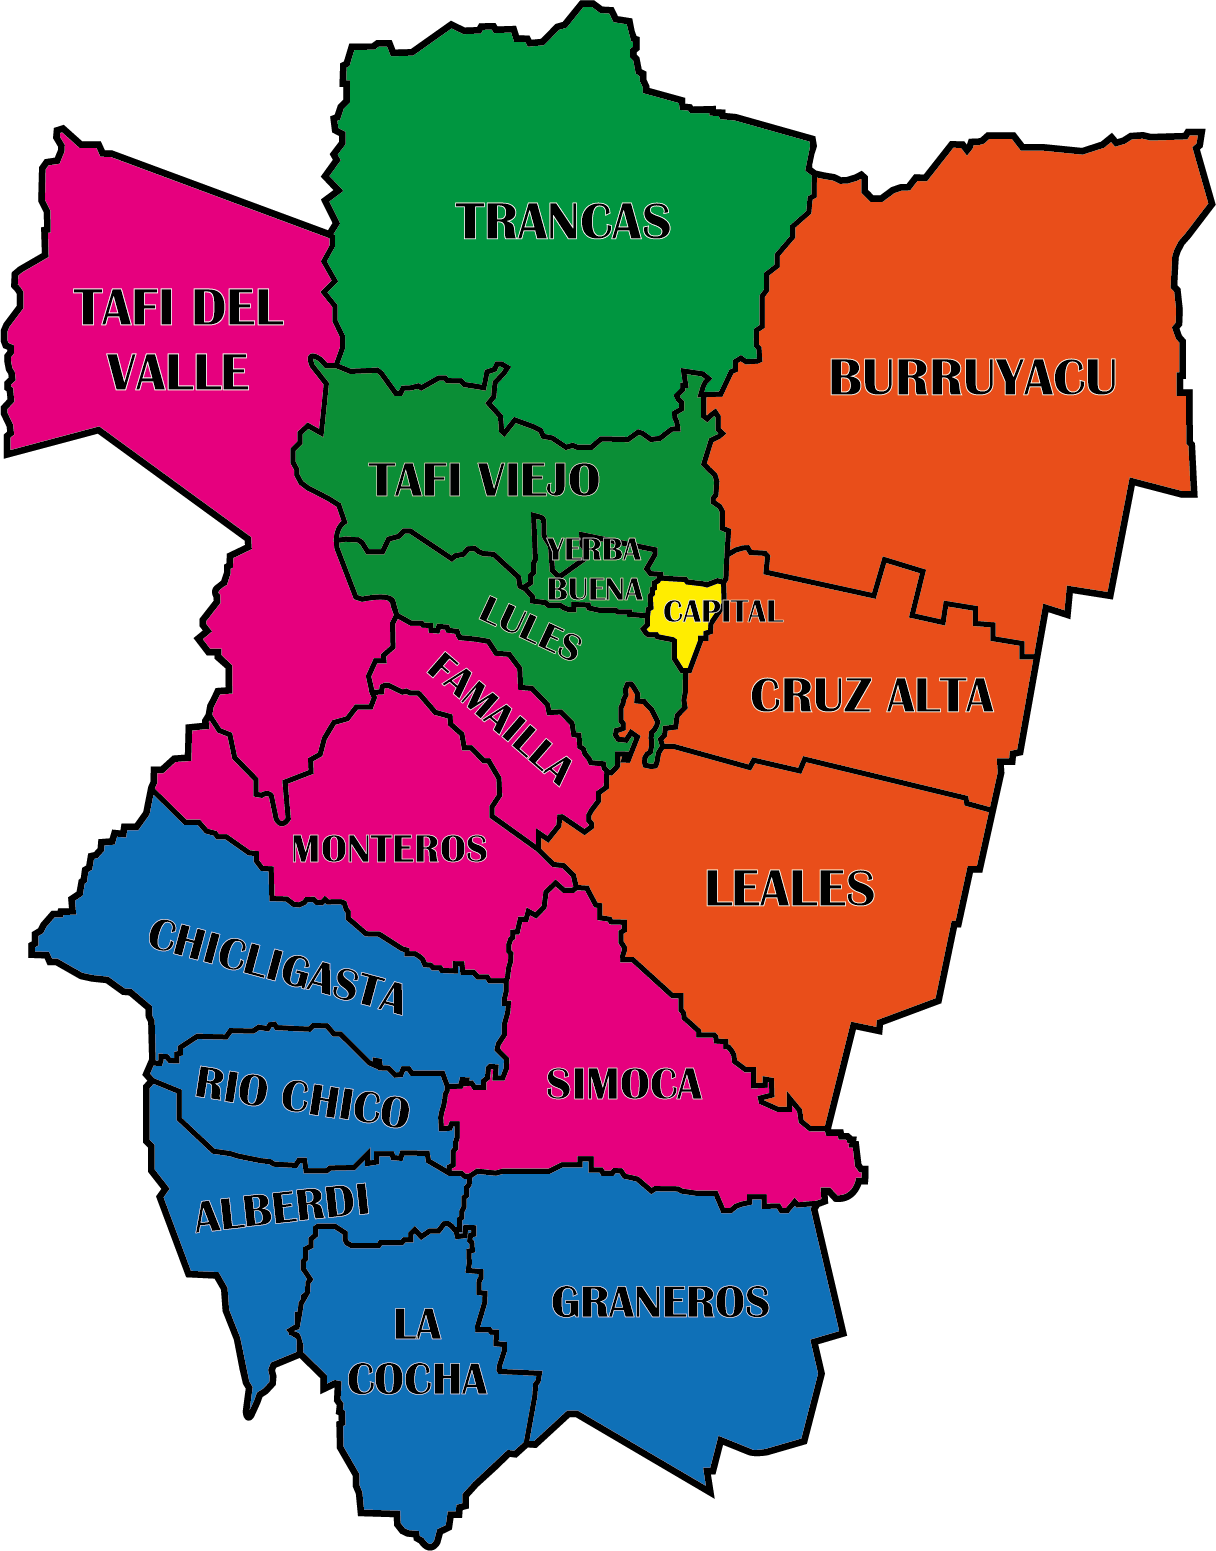 TRANCAS
TAFI DEL
VALLE
BURRUYACU
TAFI VIEJO
YERBA
BUENA
CAPITAL
LULES
FAMAILLA
CRUZ ALTA
MONTEROS
LEALES
CHICLIGASTA
SIMOCA
RIO CHICO
ALBERDI
GRANEROS
LA
COCHA